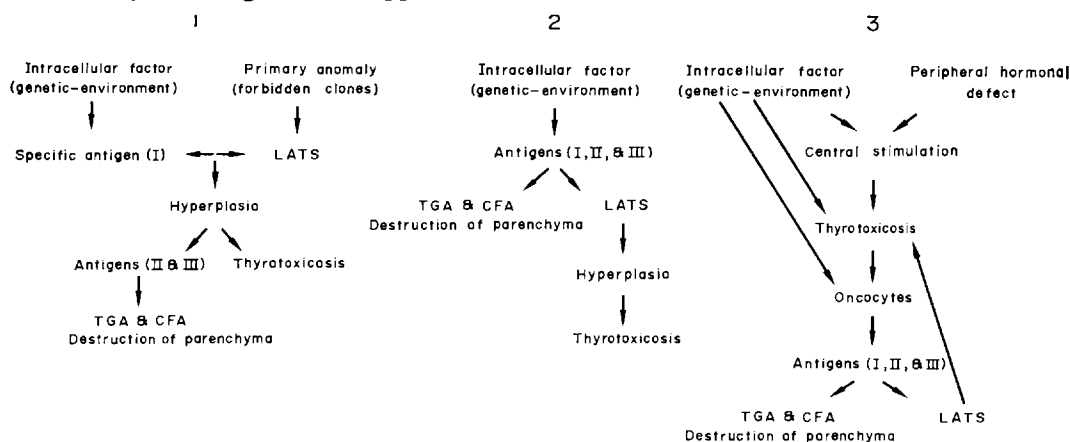 1
Intracellular factor
(genetic-environment)
Primary anomaly
(forbidden clones)
Specific antigen (I)
LATS
Hyperplasia
Antigens (II & III)
Thyrotoxicosis
TGA & CFA
Destruction of parenchyma
2
Intracellular factor
(genetic-environment)
Antigens (I, II, & III)
TGA & CFA
Destruction of parenchyma
LATS
Hyperplasia
Thyrotoxicosis
3
Intracellular factor
(genetic-environment)
Peripheral hormonal
defect
Central stimulation
Thyrotoxicosis
Oncocytes
Antigens (I, II, & III)
TGA & CFA
Destruction of parenchyma
LATS